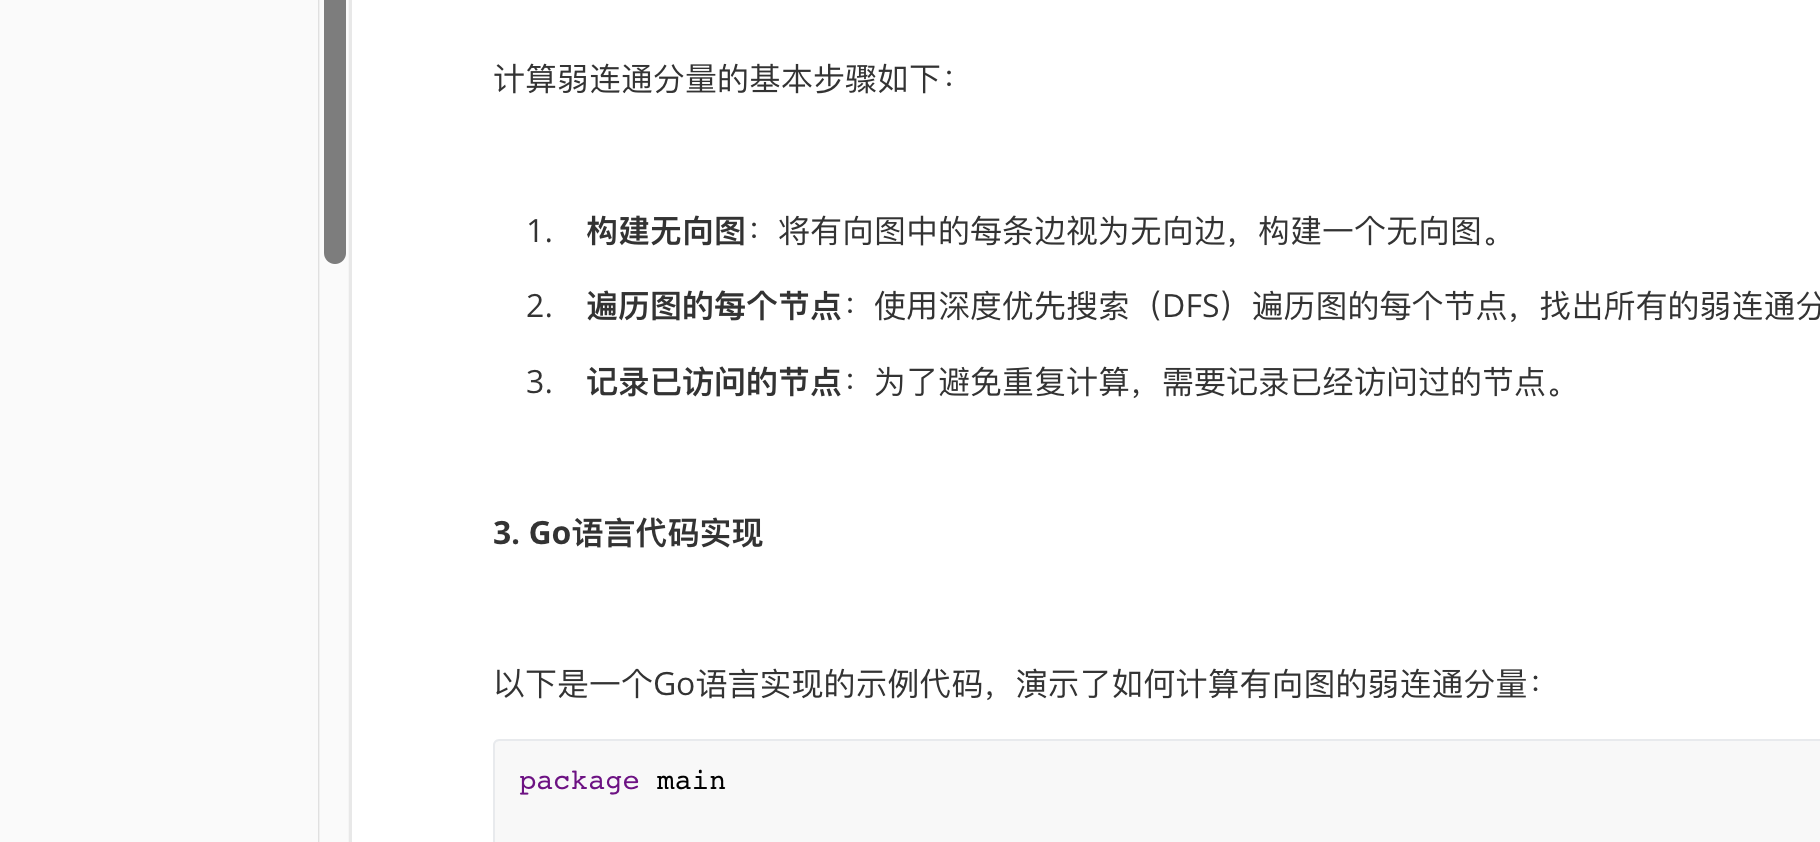 计算弱连通分量的基本步骤如下：
1. 构建无向图：将有向图中的每条边视为无向边，构建一个无向图。
2. 遍历图的每个节点：使用深度优先搜索（DFS）遍历图的每个节点，找出所有的弱连通分
3. 记录已访问的节点：为了避免重复计算，需要记录已经访问过的节点。
3. Go语言代码实现
以下是一个Go语言实现的示例代码，演示了如何计算有向图的弱连通分量：
package main